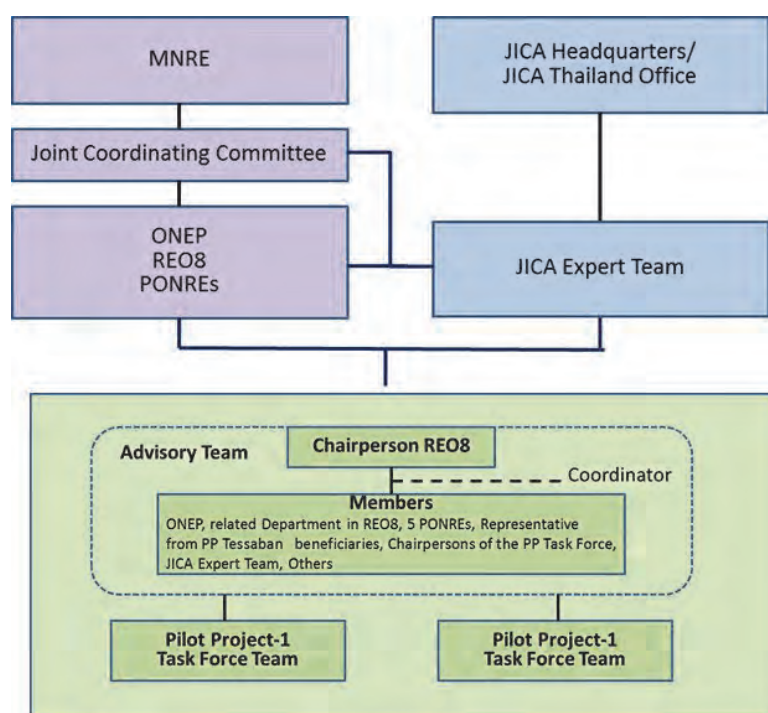 MNRE
JICA Headquarters/
JICA Thailand Office
Joint Coordinating Committee
ONEP
REO8
PONREs
JICA Expert Team
Advisory Team
Chairperson REO8
Coordinator
Members
ONEP, related Department in REO8, 5 PONREs, Representative
from PP Tessaban beneficiaries, Chairpersons of the PP Task Force,
JICA Expert Team, Others
Pilot Project-1
Task Force Team
Pilot Project-1
Task Force Team